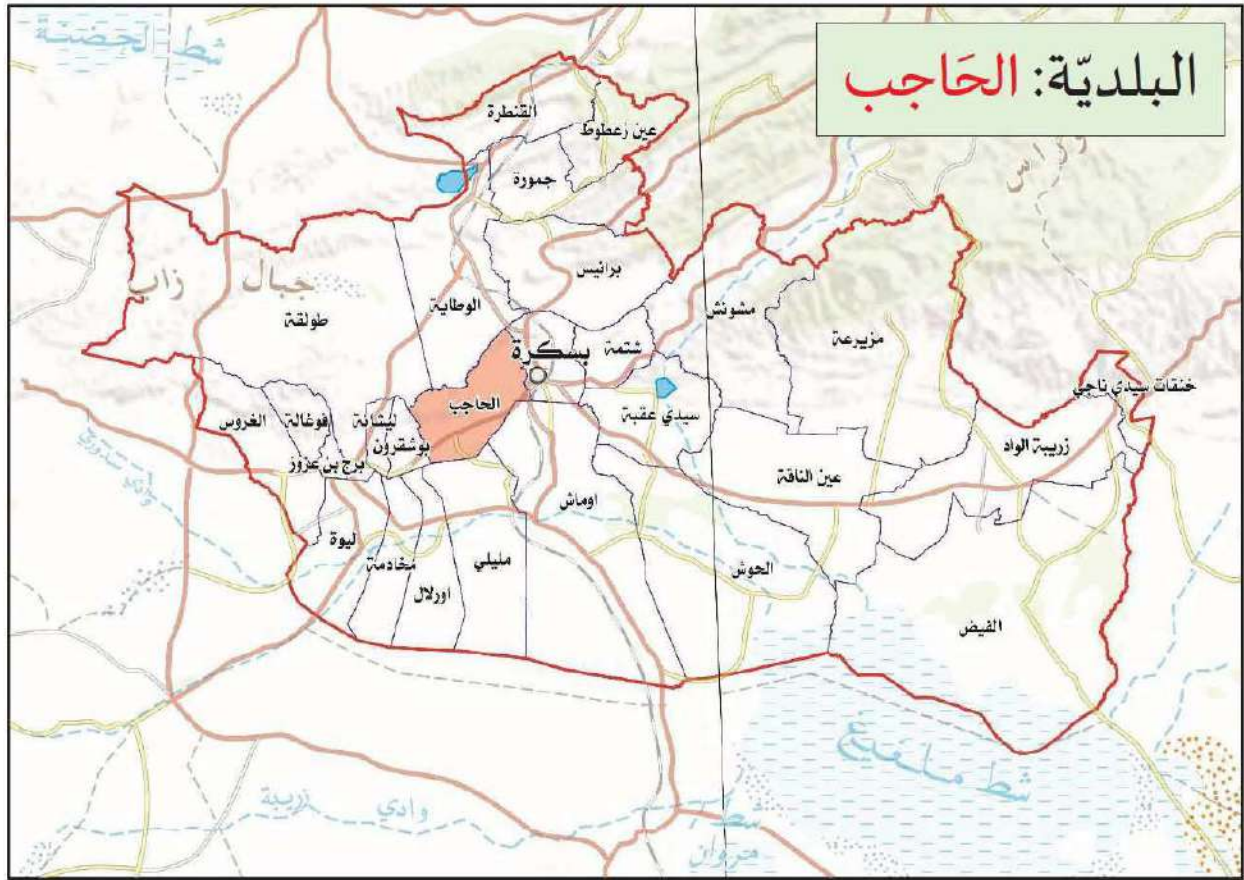 البلديّة: الحَاجب
شط الحضنة
القنطرة
عين زعطوط
جمورة
برانيس
جبال زاب
طولقة
الوطاية
مشونش
مزيرعة
بسكرة
شتمة
خنقات سيدي ناجي
سيدي عقبة
الحاجب
ليشانة
فوغالة
الغروس
بوشقرون
برج بن عزوز
زريبة الواد
عين الناقة
اوماش
ليوة
مخادمة
مليلي
اورلال
الحوش
الفيض
شط ملغيغ
وادي زريبة
شط
مروان